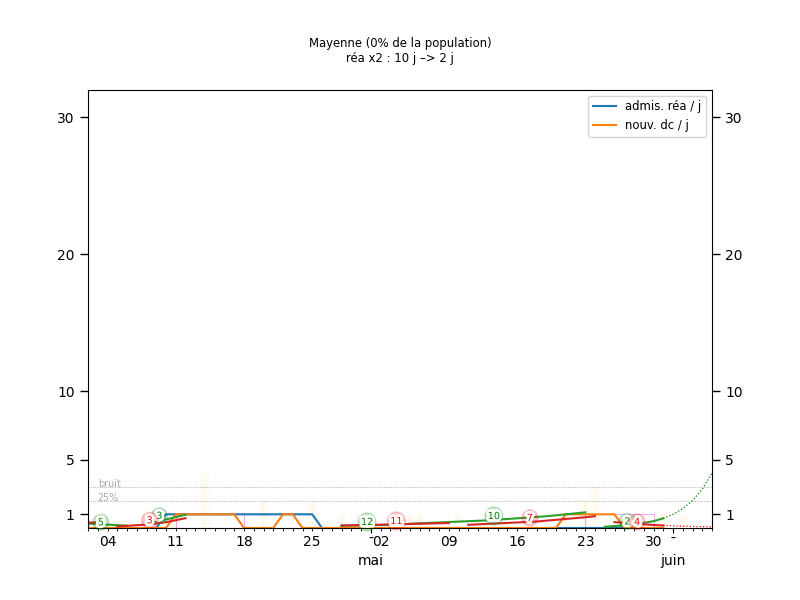 Mayenne (0% de la population)
réa x2 : 10 j –> 2 j
admis. réa / j
nouv. dc / j
30 30
20 20
10 10
5 5
bruit
25%
1 1
5 3 3 12 11 10 7 2 4
04 11 18 25 02 09 16 23 30
mai juin